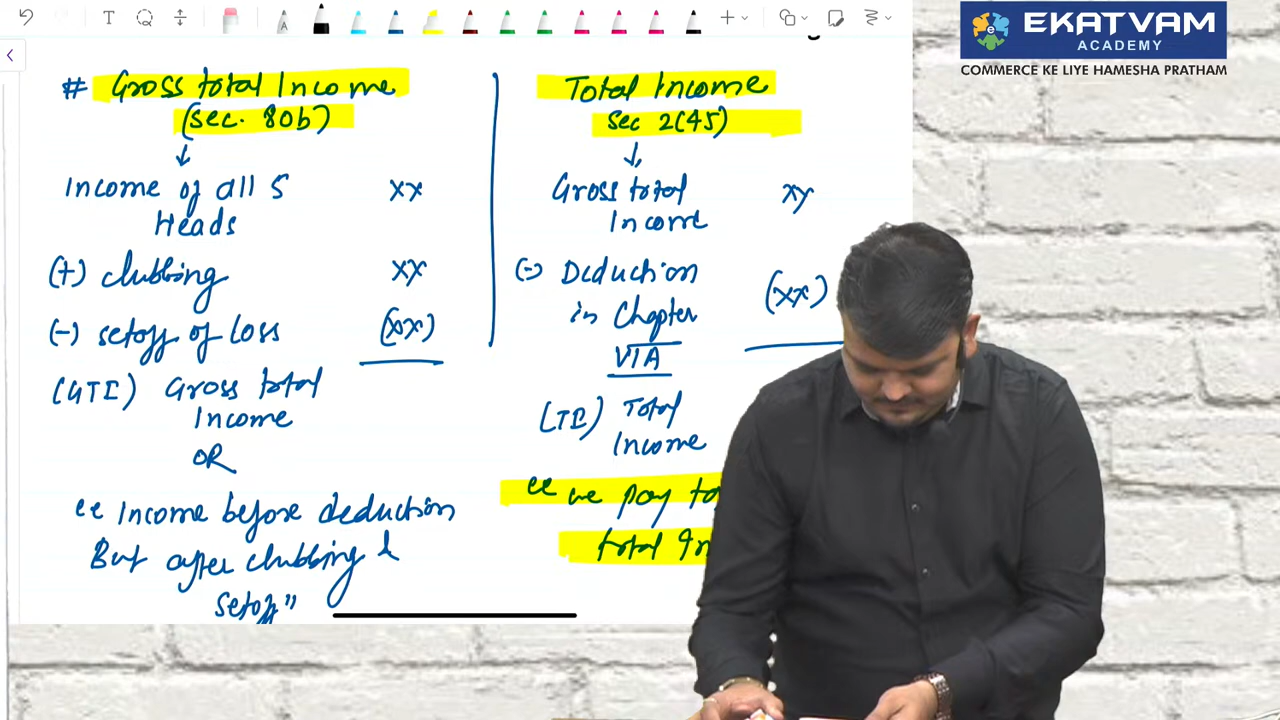 EKATVAM
ACADEMY
COMMERCE KE LIYE HAMESHA PRATHAM
# Gross total Income
(sec. 80b)
Income of all 5 xx
Heads
(+) clubbing xx
(-) setoff of loss (xx)
(GTI) Gross total
Income
OR
"Income before deduction
But after clubbing &
setoff"
Total Income
Sec 2(45)
Gross total xy
Income
(-) Deduction
in Chapter (xx)
VIA
(TI) Total
Income
"we pay
total